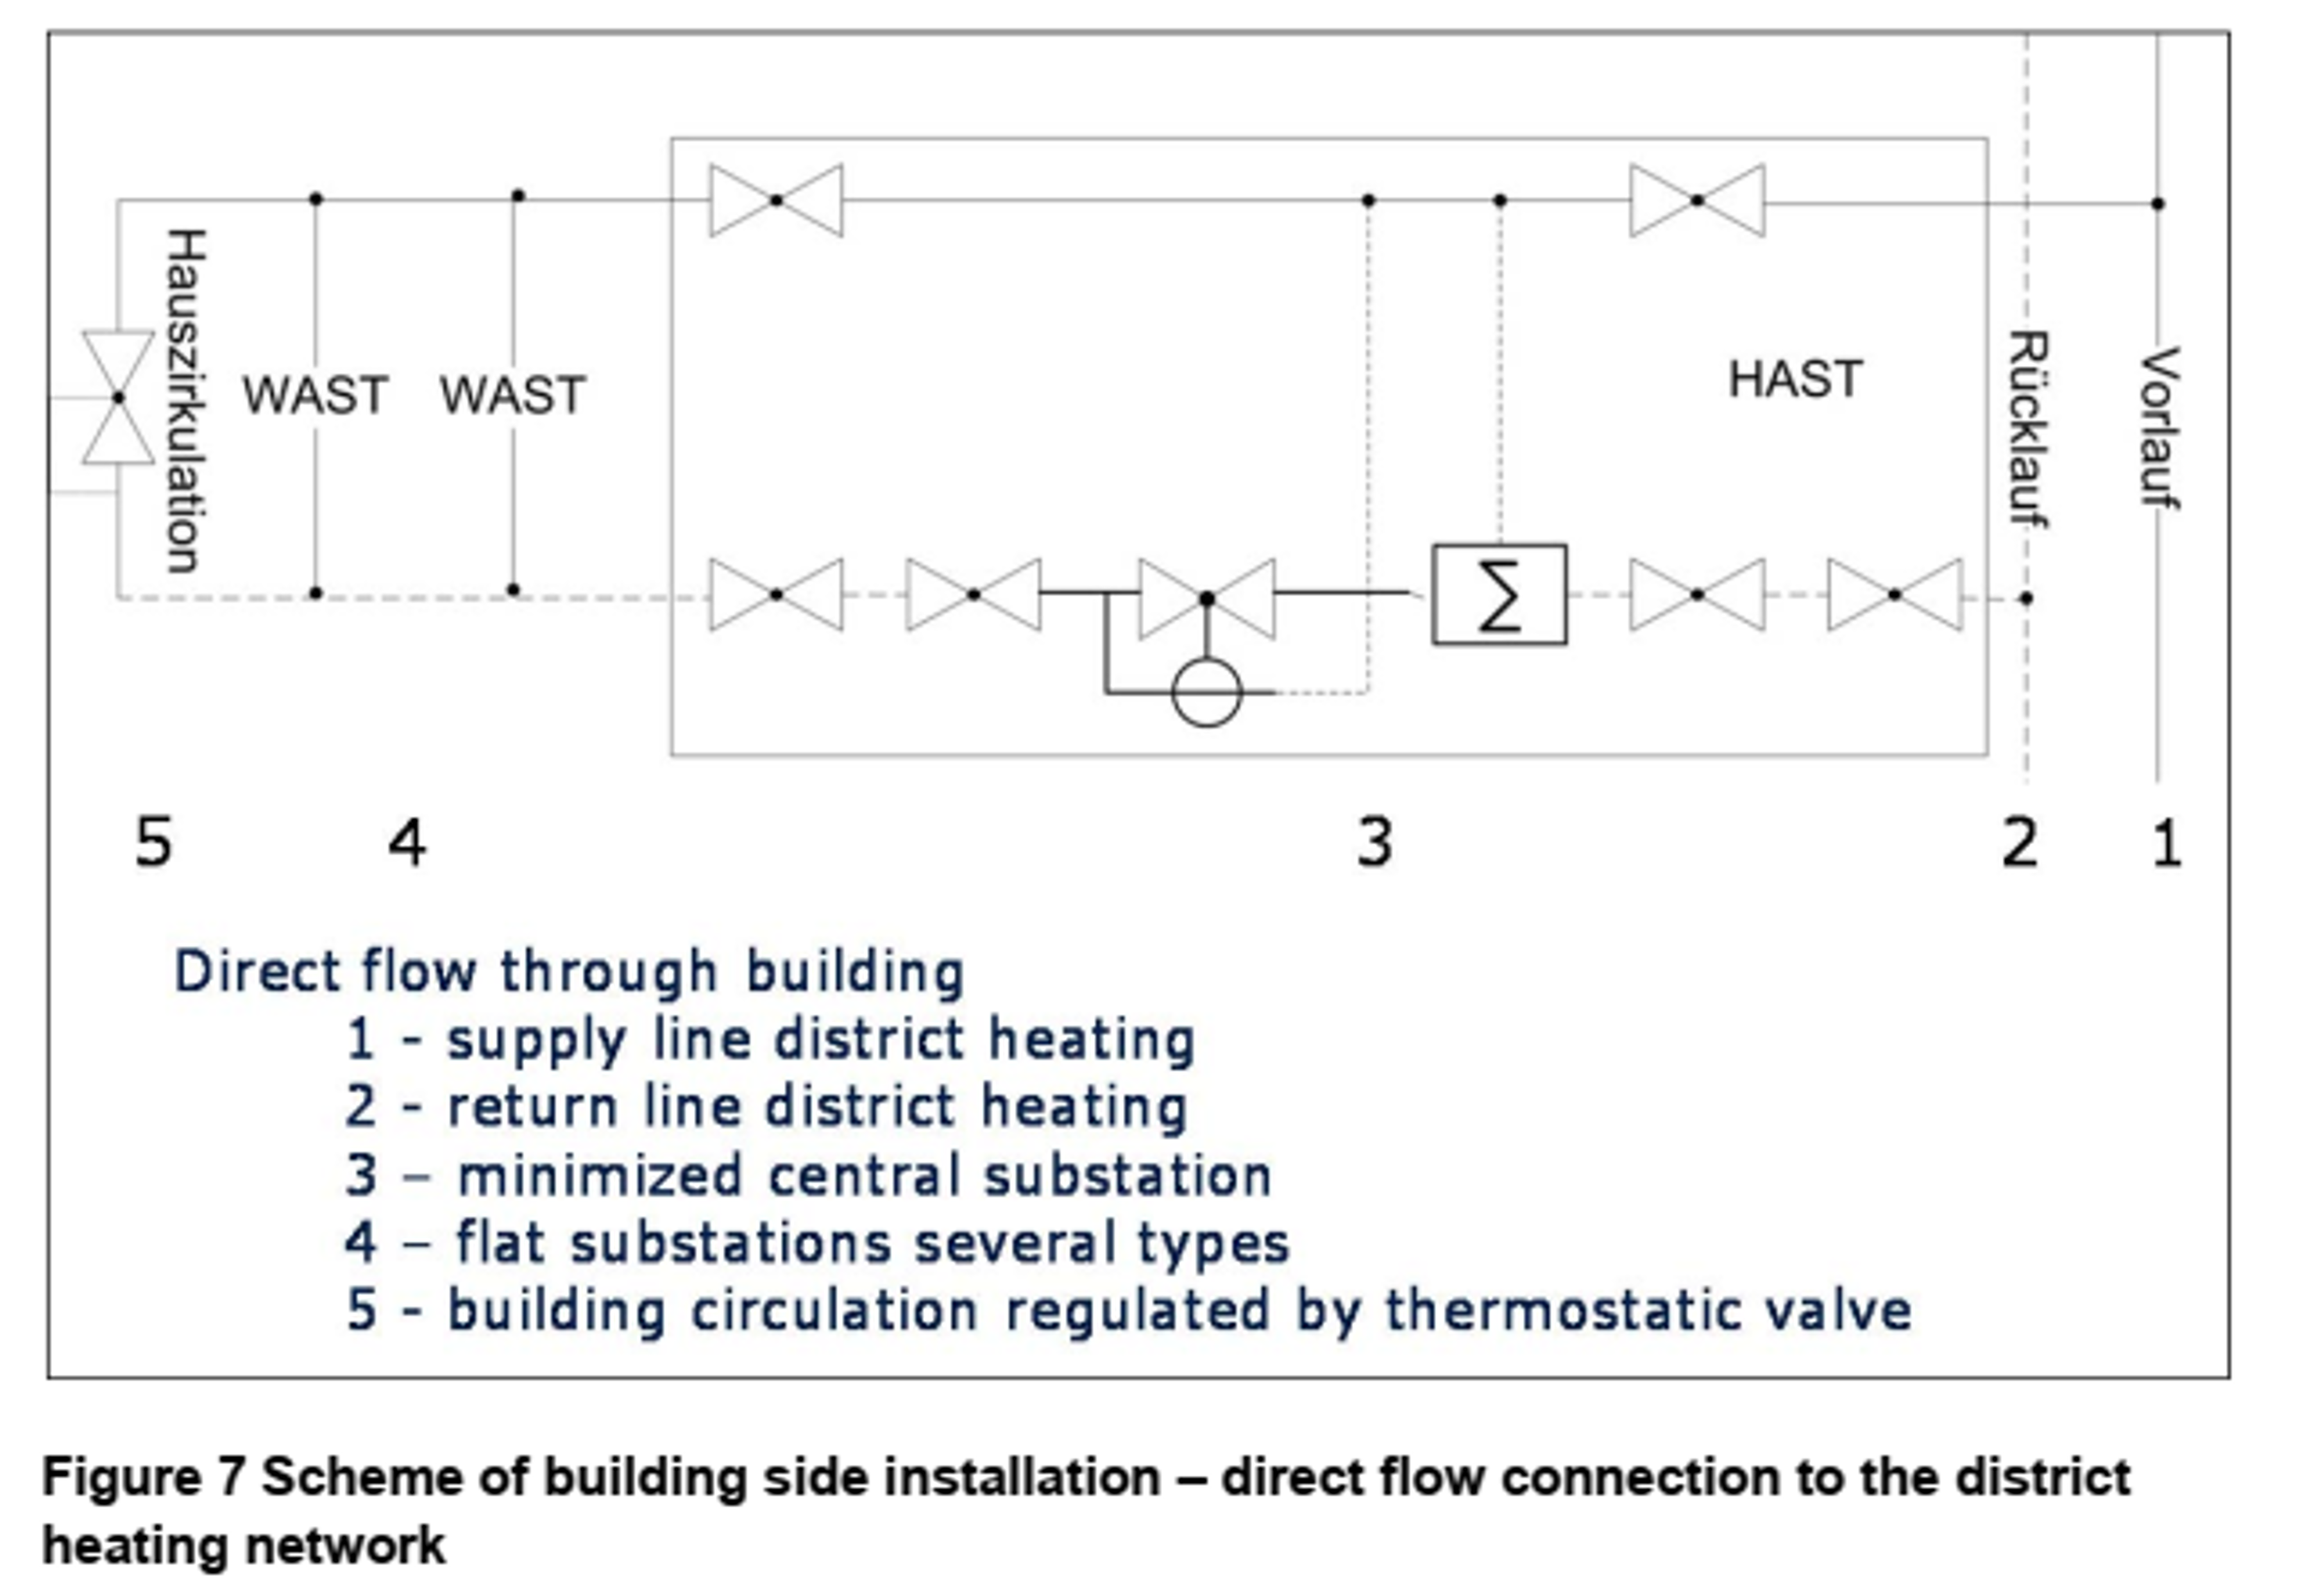 Hauszirkulation
WAST
WAST
HAST
Rücklauf
Vorlauf
Σ
5 4 3 2 1
Direct flow through building
1 - supply line district heating
2 - return line district heating
3 – minimized central substation
4 – flat substations several types
5 - building circulation regulated by thermostatic valve
Figure 7 Scheme of building side installation – direct flow connection to the district
heating network